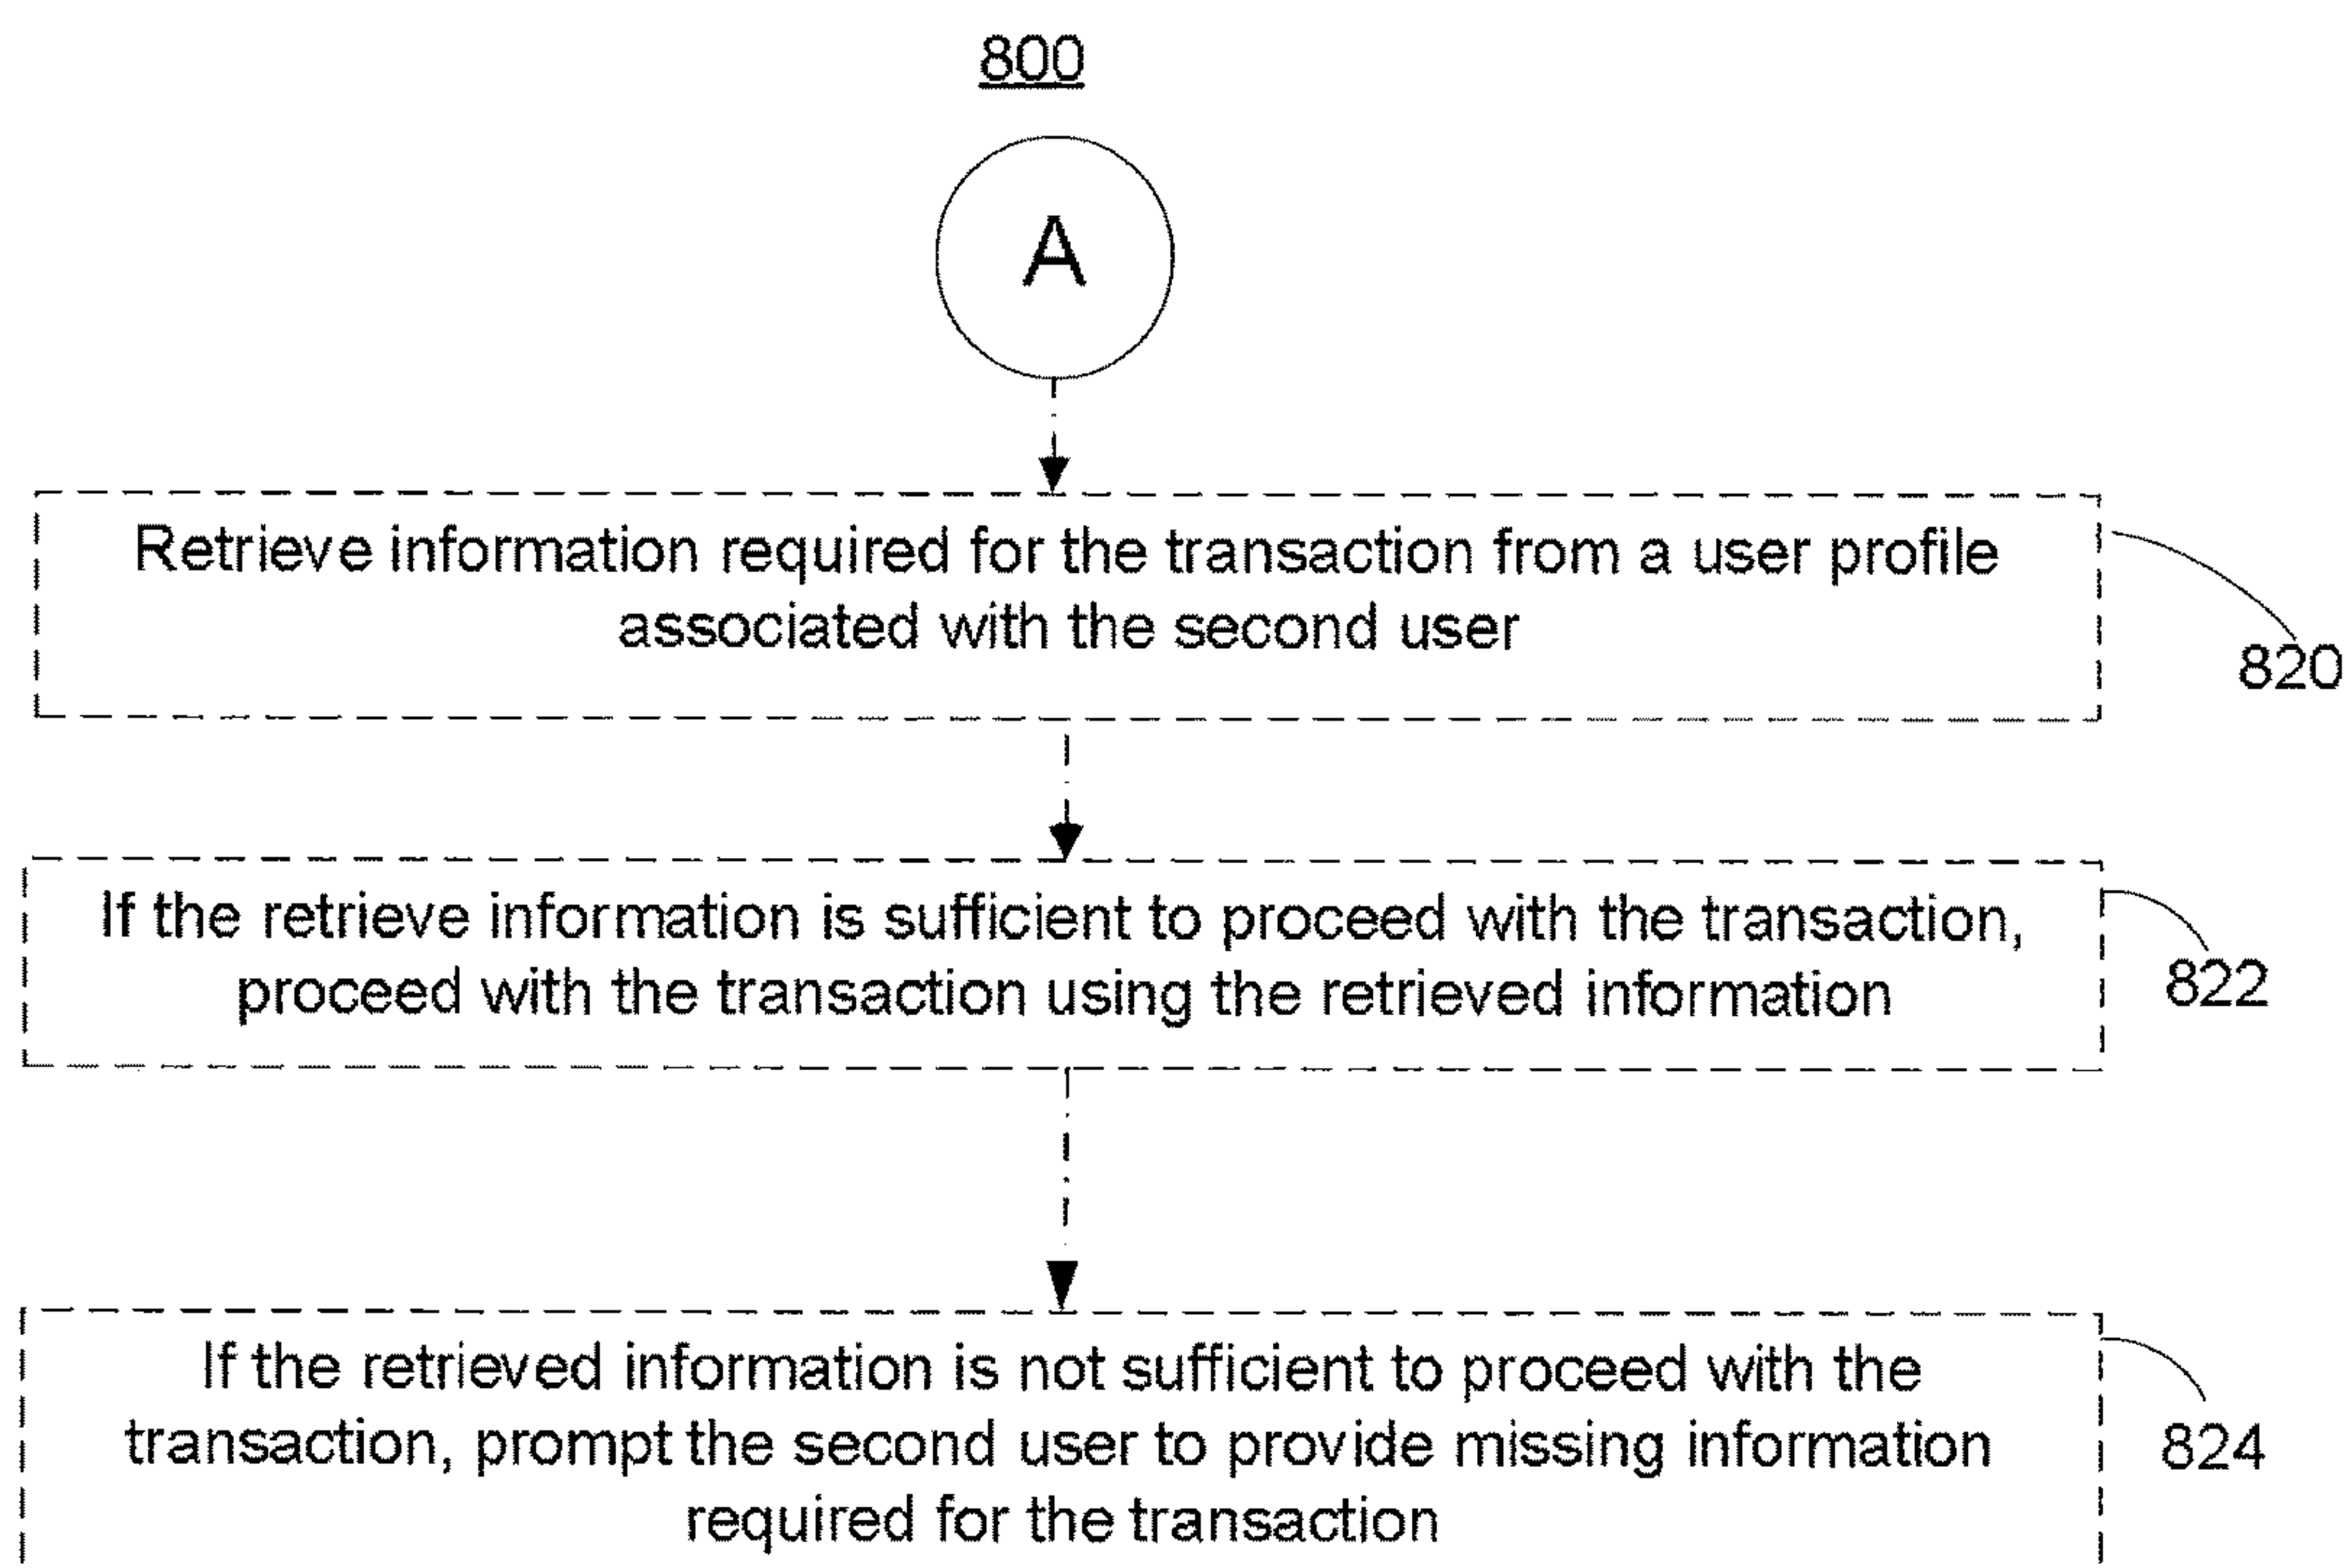 800
A
Retrieve information required for the transaction from a user profile
associated with the second user
820
If the retrieve information is sufficient to proceed with the transaction,
proceed with the transaction using the retrieved information
822
If the retrieved information is not sufficient to proceed with the
transaction, prompt the second user to provide missing information
required for the transaction
824